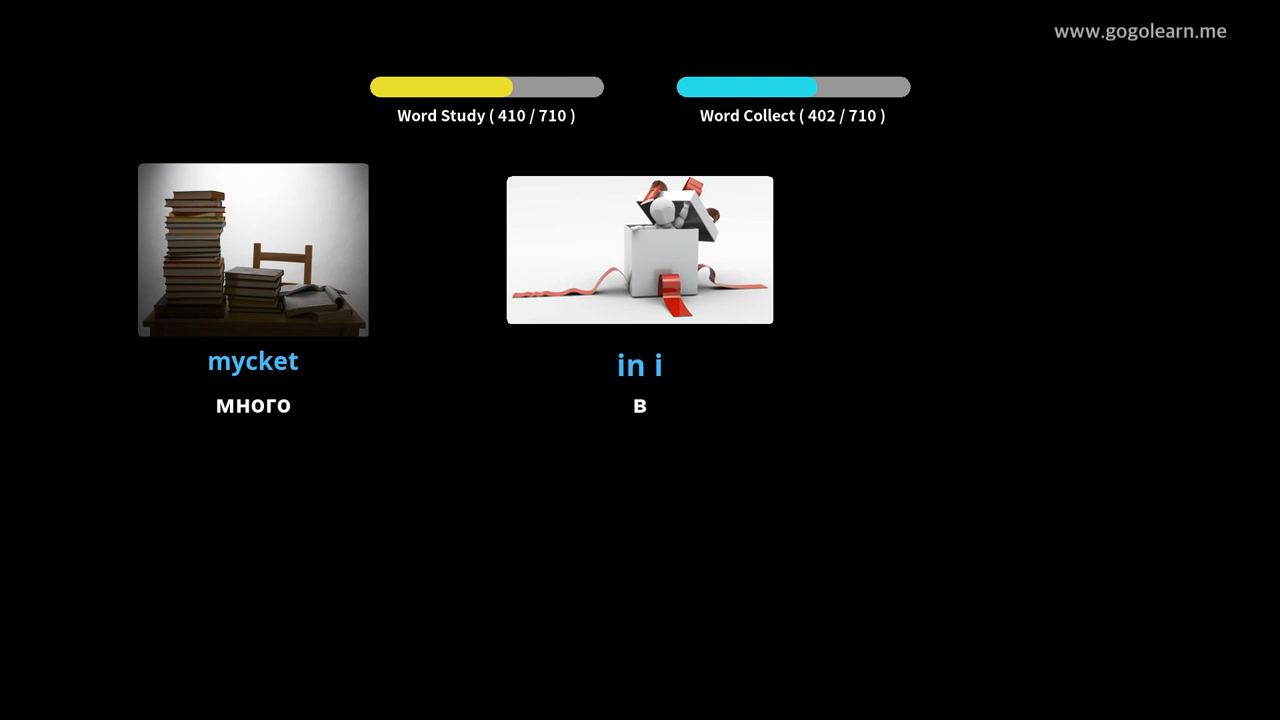 www.gogolearn.me
Word Study ( 410 / 710 )
Word Collect ( 402 / 710 )
mycket
много
in i
в